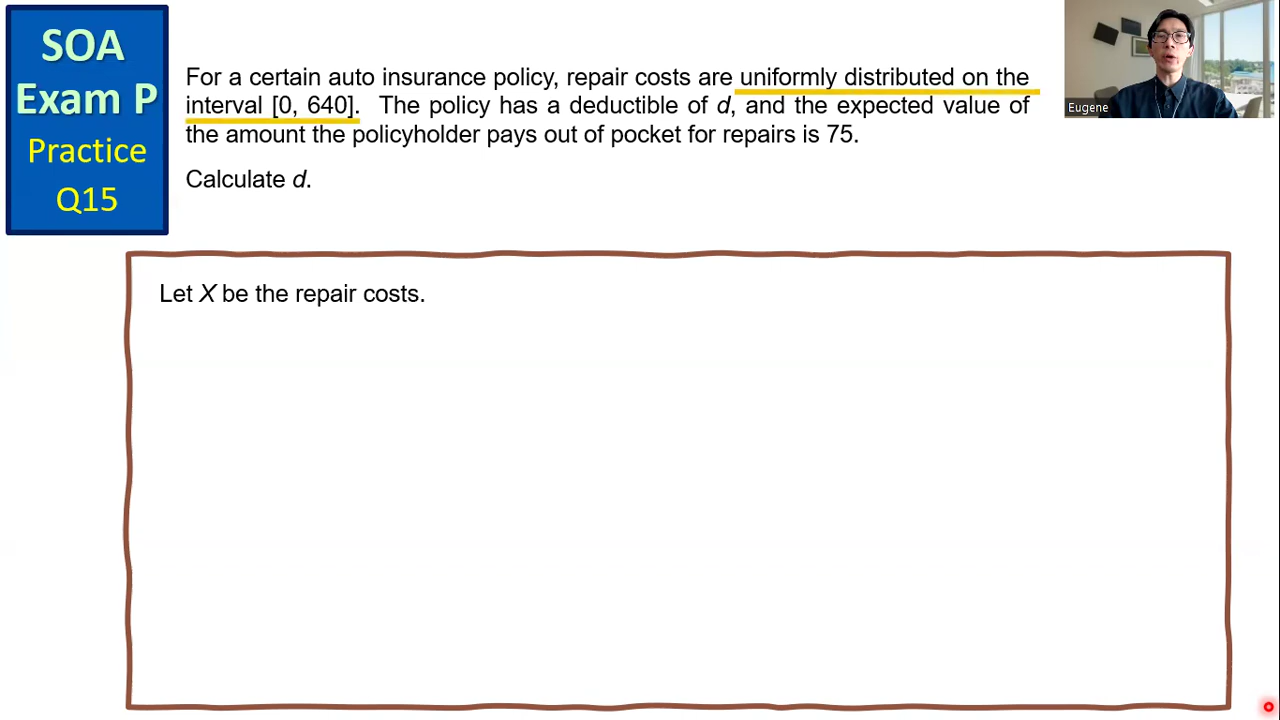 SOA
Exam P
Practice
Q15
For a certain auto insurance policy, repair costs are uniformly distributed on the
interval [0, 640]. The policy has a deductible of d, and the expected value of
the amount the policyholder pays out of pocket for repairs is 75.
Calculate d.
Eugene
Let X be the repair costs.